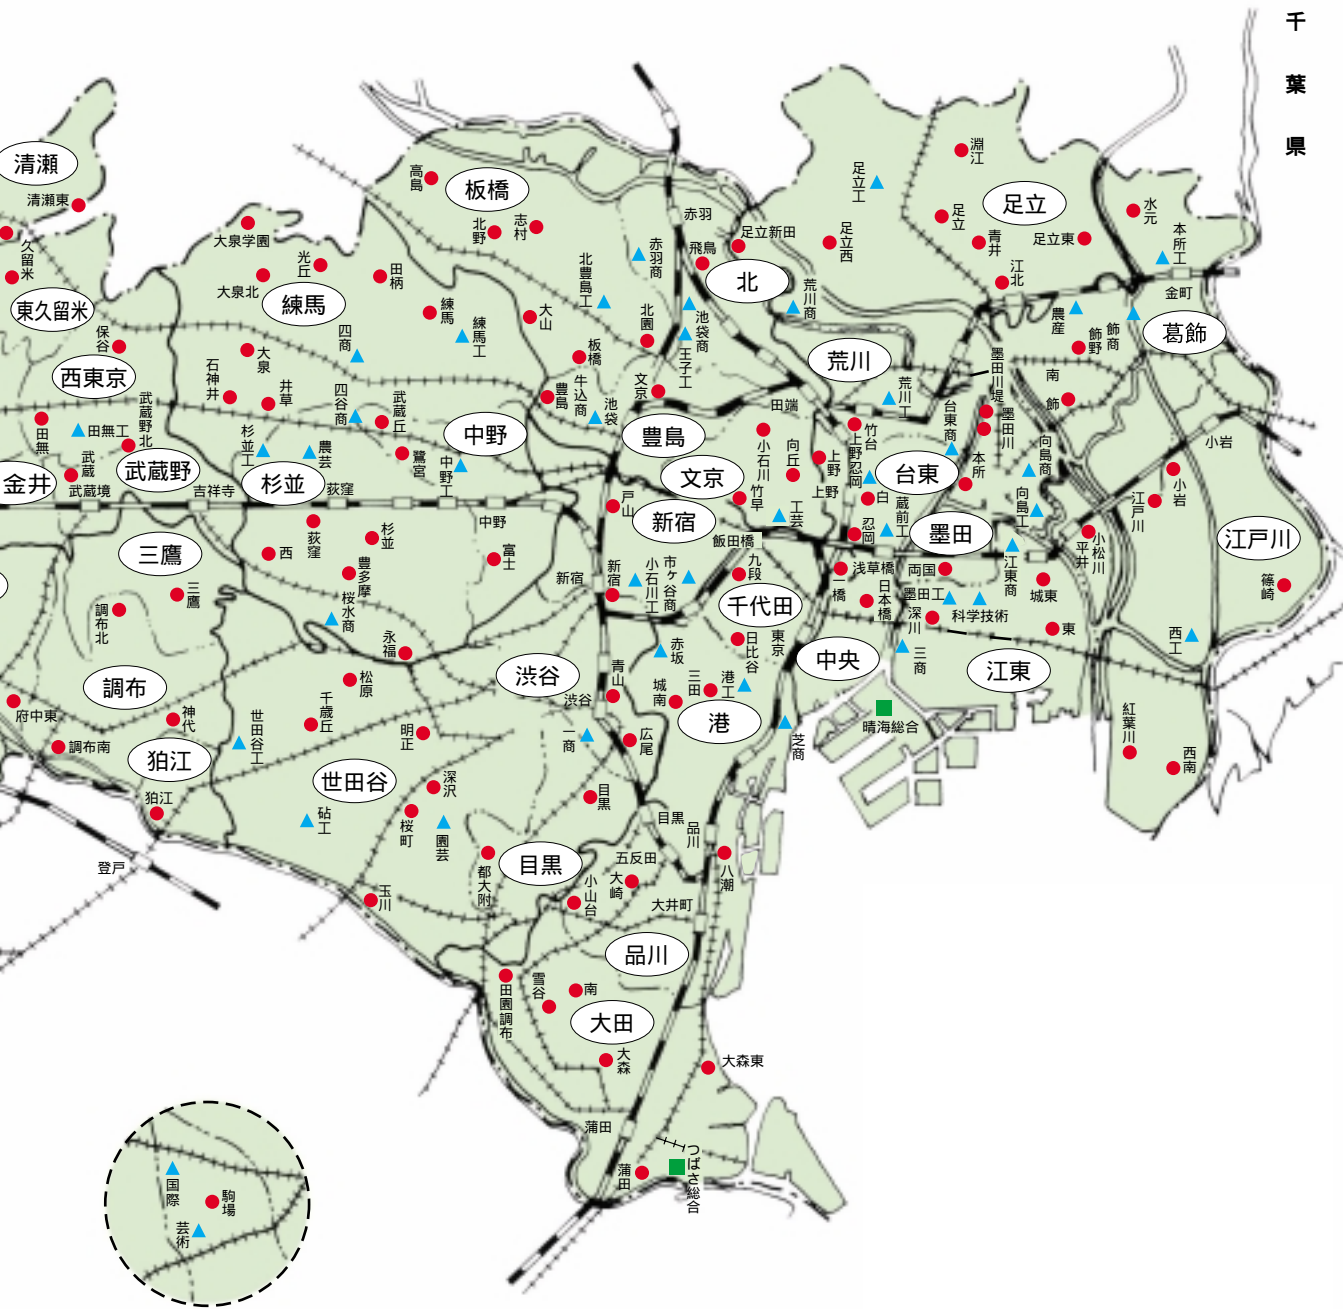 千葉県
清瀬
清瀬東
久留米
東久留米
保谷
西東京
田無
田無工
武蔵野北
武蔵
武蔵境
金井
武蔵野
吉祥寺
大泉学園
大泉北
光丘
練馬
田柄
練馬
練馬工
四商
大泉
石神井
井草
四谷商
武蔵丘
鷺宮
杉並工
農芸
杉並
荻窪
中野工
中野
中野
高島
板橋
北野
志村
大山
板橋
豊島
牛込商
池袋
文京
北園
北豊島工
赤羽商
赤羽
飛鳥
足立新田
北
池袋商
王子工
荒川商
豊島
田端
足立工
足立西
淵江
足立
足立
青井
足立東
江北
水元
本所工
金町
農産
飾野
飾商
葛飾
南
飾
荒川
荒川工
墨田川堤
墨田川
台東商
本所
向島商
向島工
竹台
上野忍岡
上野
上野
白
蔵前工
忍岡
台東
墨田
小石川
向丘
竹早
工芸
文京
新宿
戸山
飯田橋
小岩
小岩
江戸川
江戸川
小松川
平井
篠崎
三鷹
三鷹
調布北
西
荻窪
杉並
豊多摩
桜水商
永福
富士
新宿
新宿
小石川工
市ヶ谷商
九段
千代田
一橋
浅草橋
日本橋
両国
墨田工
深川
科学技術
江東商
城東
東
西工
三商
中央
東京
日比谷
赤坂
城南
三田
港工
港
芝商
江東
晴海総合
紅葉川
西南
調布
府中東
調布南
神代
狛江
狛江
登戸
世田谷工
千歳丘
松原
明正
世田谷
砧工
深沢
桜町
園芸
渋谷
渋谷
青山
一商
広尾
目黒
目黒
目黒
都大附
玉川
小山台
大崎
五反田
品川
八潮
大井町
品川
田園調布
雪谷
南
大田
大森
大森東
蒲田
蒲田
つばさ総合
国際
駒場
芸術